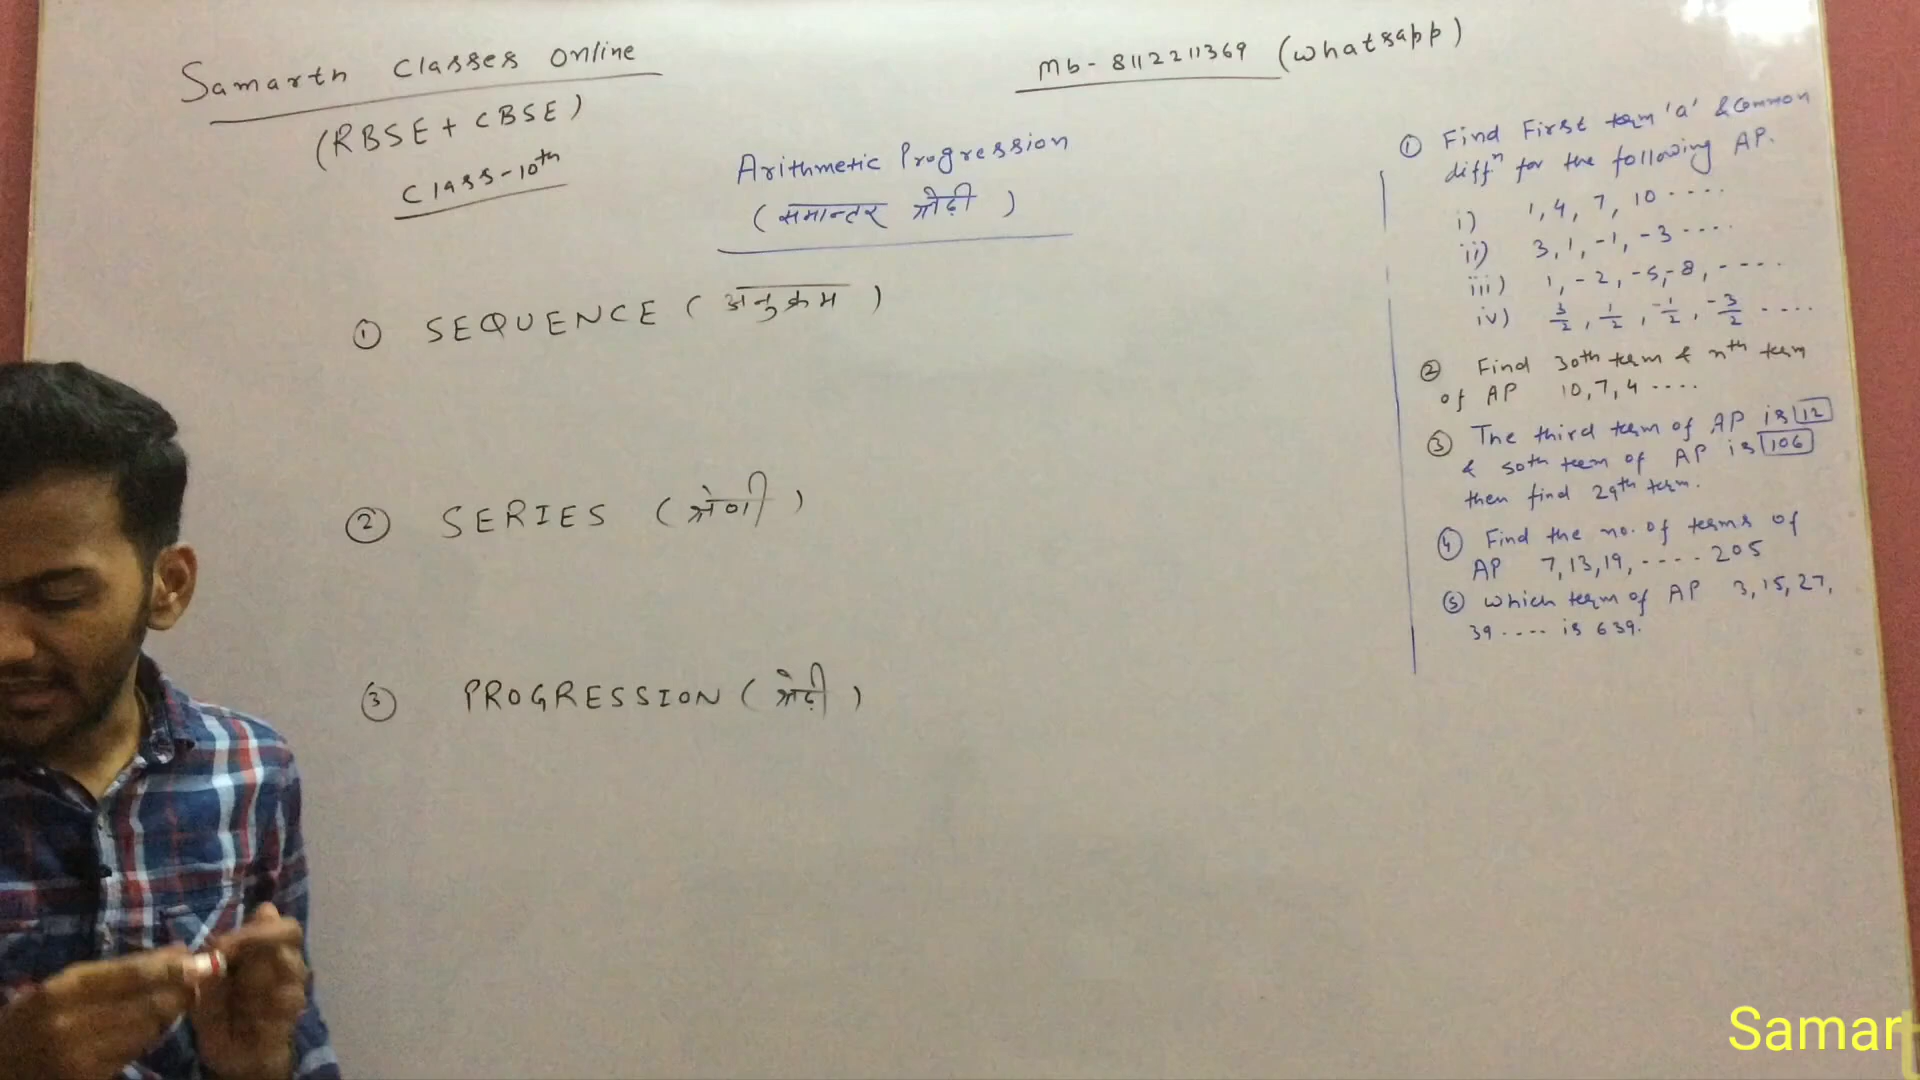 Samarth Classes Online
(RBSE + CBSE)
Class-10th
Mb- 8112211369 (whatsapp)
Arithmetic Progression
(समान्तर श्रेढ़ी)
① SEQUENCE (अनुक्रम)
② SERIES (श्रेणी)
③ PROGRESSION (श्रेढ़ी)
① Find First term 'a' & Common
diffⁿ for the following AP.
i) 1, 4, 7, 10 ....
ii) 3, 1, -1, -3 ....
iii) 1, -2, -5, -8, ....
iv) 3/2, 1/2, -1/2, -3/2 ....
② Find 30th term & nth term
of AP 10, 7, 4 ....
③ The third term of AP is 12
& 50th term of AP is 106
then find 29th term.
④ Find the no. of terms of
AP 7, 13, 19, ..... 205
⑤ which term of AP 3, 15, 27,
39 .... is 639.
Samart